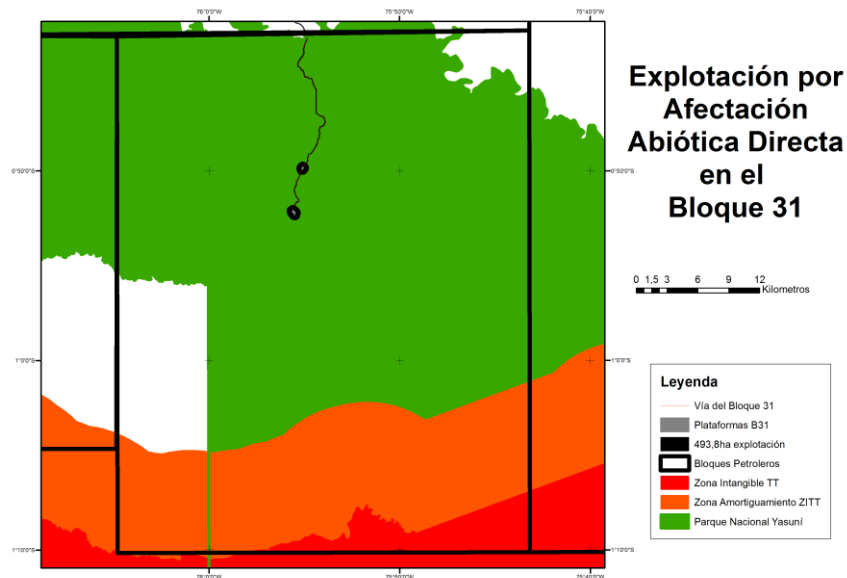 76°0'0"W
75°50'0"W
75°40'0"W
Explotación por
Afectación
Abiótica Directa
en el
Bloque 31
0°50'0"S
0°50'0"S
0 1,5 3 6 9 12
Kilometros
1°0'0"S
1°0'0"S
Leyenda
Vía del Bloque 31
Plataformas B31
493,8ha explotación
Bloques Petroleros
Zona Intangible TT
Zona Amortiguamiento ZITT
Parque Nacional Yasuní
1°10'0"S
1°10'0"S
76°0'0"W
75°50'0"W
75°40'0"W